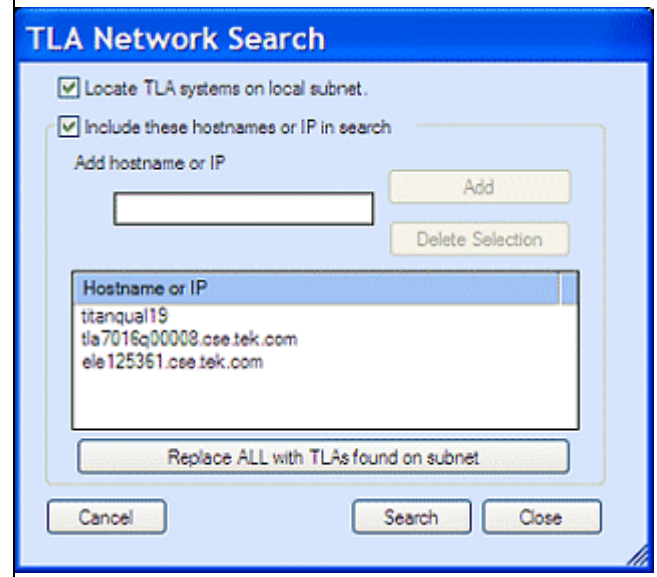 TLA Network Search
Locate TLA systems on local subnet.
Include these hostnames or IP in search
Add hostname or IP
Add
Delete Selection
Hostname or IP
titanqual19
tla7016q00008.cse.tek.com
ele125361.cse.tek.com
Replace ALL with TLAs found on subnet
Cancel Search Close